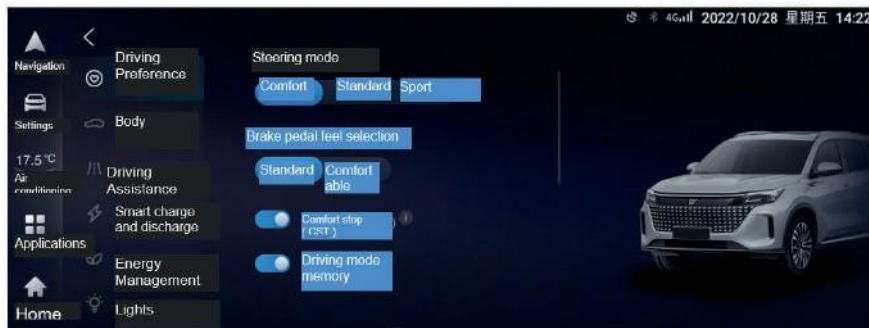 4G 2022/10/28 星期五 14:22
Navigation
Settings
17.5 °C
Air
conditioning
Applications
Home
Driving
Preference
Body
Driving
Assistance
Smart charge
and discharge
Energy
Management
Lights
Steering mode
Comfort Standard Sport
Brake pedal feel selection
Standard Comfort
able
Comfort stop
( CST )
Driving mode
memory